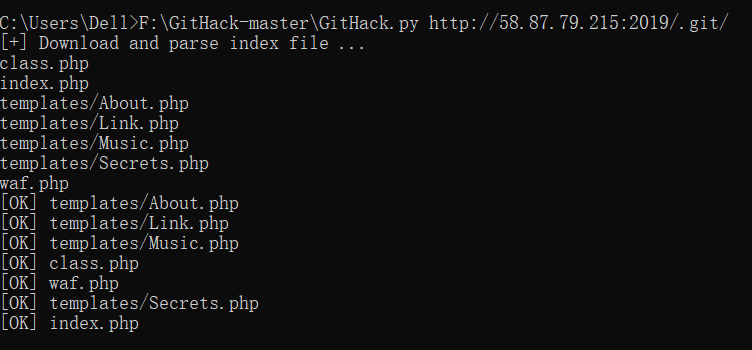 C:\Users\Dell>F:\GitHack-master\GitHack.py http://58.87.79.215:2019/.git/
[+] Download and parse index file ...
class.php
index.php
templates/About.php
templates/Link.php
templates/Music.php
templates/Secrets.php
waf.php
[OK] templates/About.php
[OK] templates/Link.php
[OK] templates/Music.php
[OK] class.php
[OK] waf.php
[OK] templates/Secrets.php
[OK] index.php